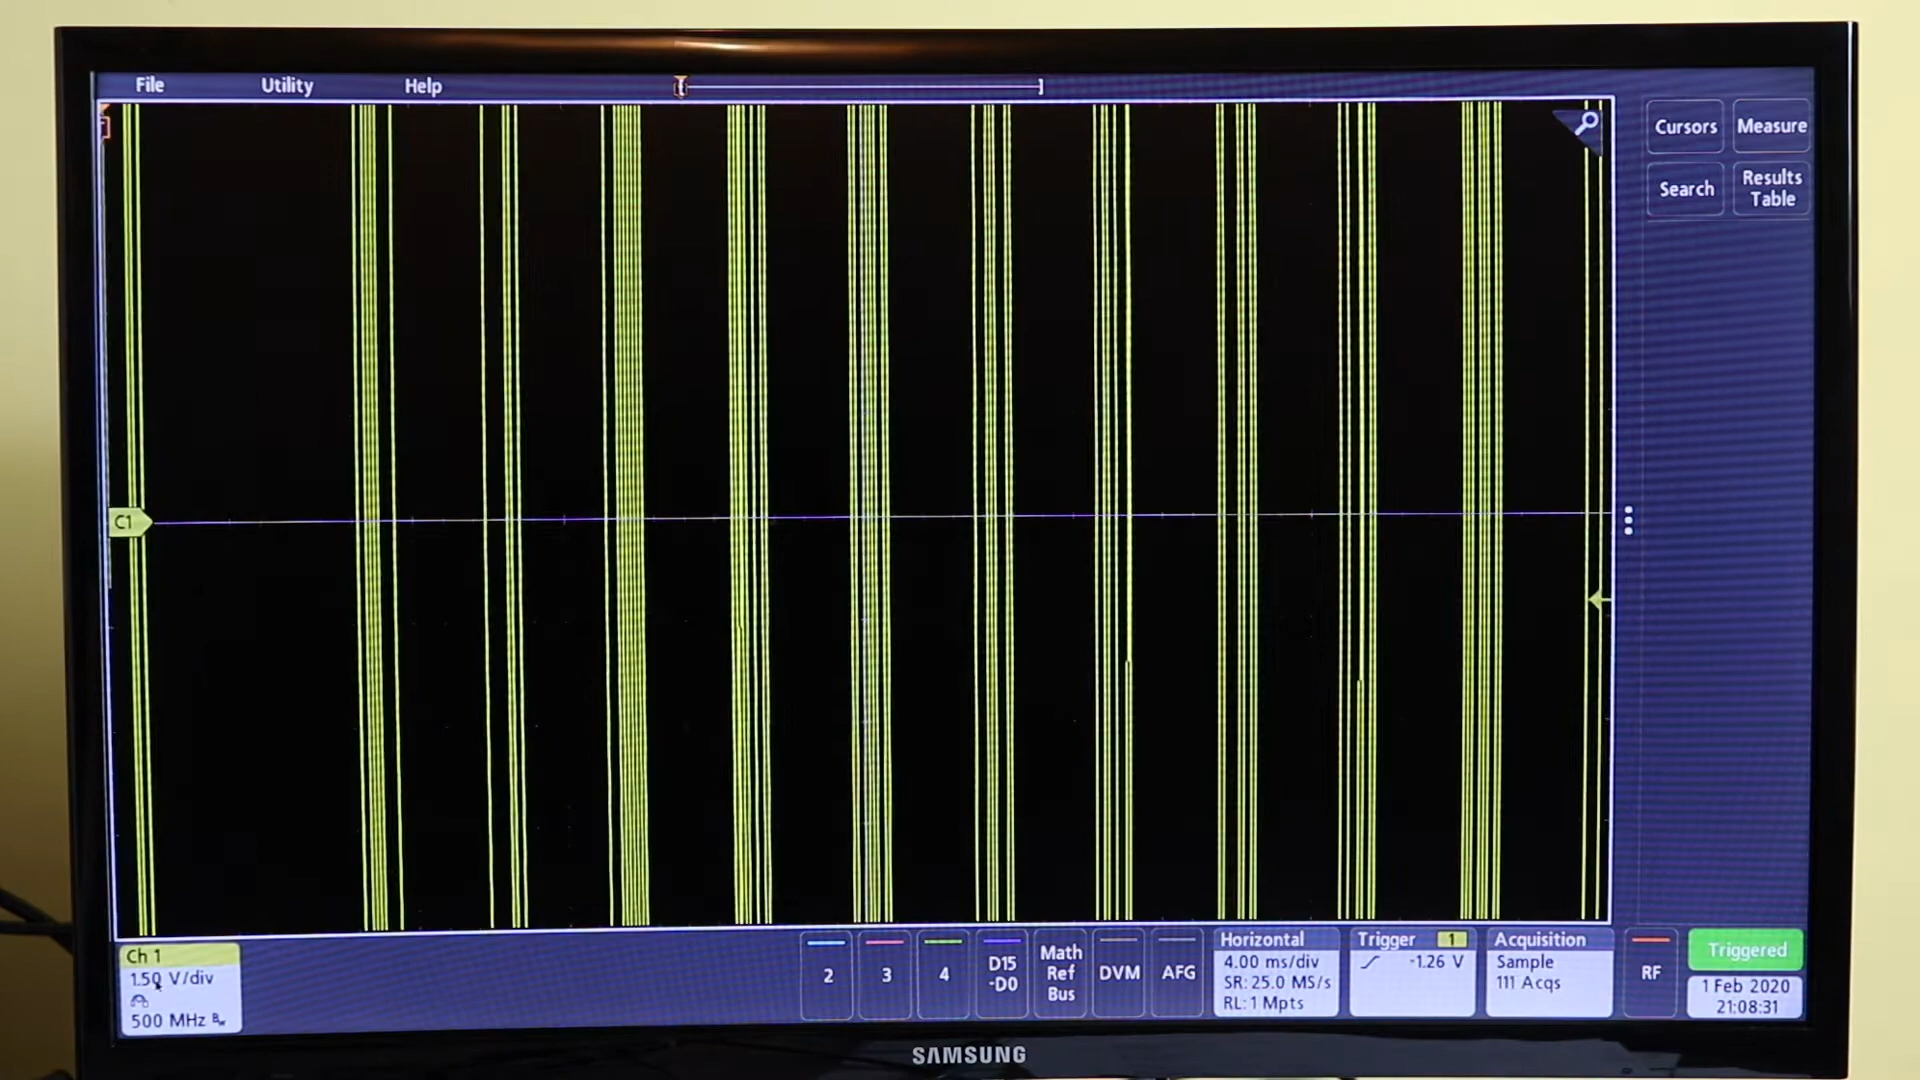 File Utility Help
Cursors Measure
Search Results
Table
C1
Ch 1
1.50 V/div
500 MHz Bw
2
3
4
D15
-D0
Math
Ref
Bus
DVM
AFG
Horizontal
4.00 ms/div
SR: 25.0 MS/s
RL: 1 Mpts
Trigger 1
-1.26 V
Acquisition
Sample
111 Acqs
RF
Triggered
1 Feb 2020
21:08:31
SAMSUNG